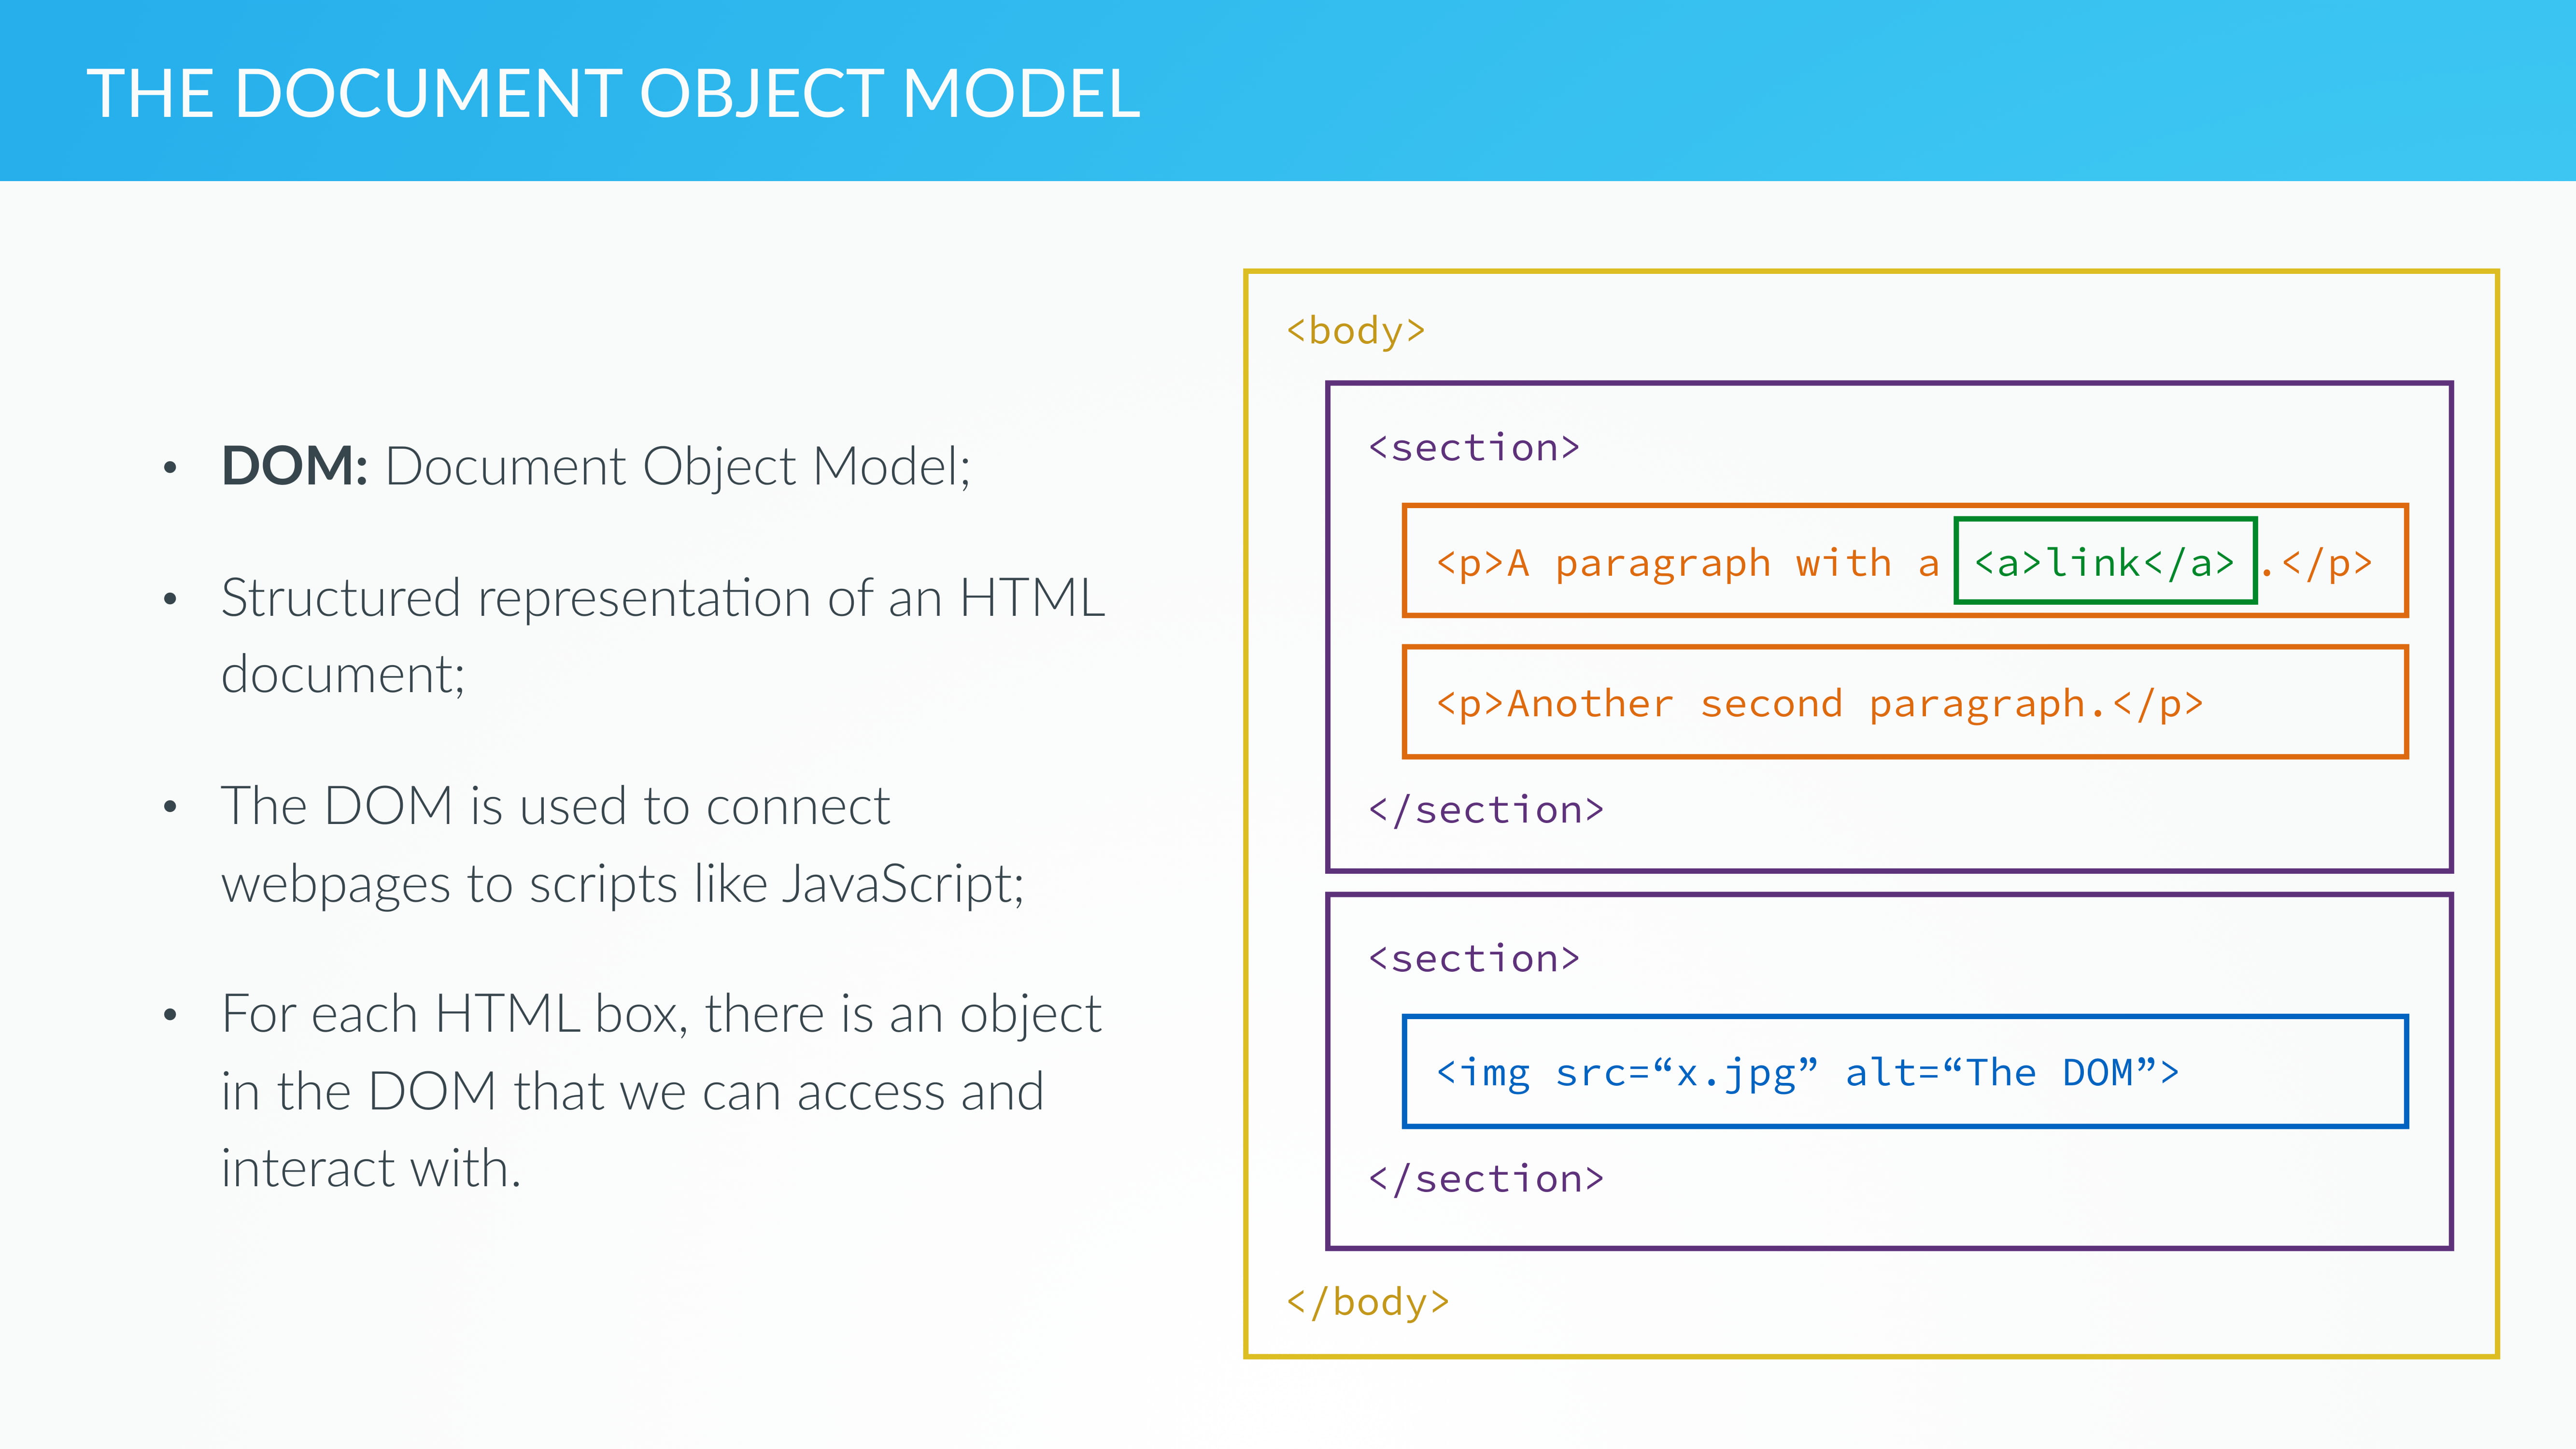 THE DOCUMENT OBJECT MODEL
• DOM: Document Object Model;
• Structured representation of an HTML
document;
• The DOM is used to connect
webpages to scripts like JavaScript;
• For each HTML box, there is an object
in the DOM that we can access and
interact with.
<body>
<section>
<p>A paragraph with a <a>link</a>.</p>
<p>Another second paragraph.</p>
</section>
<section>
<img src=“x.jpg” alt=“The DOM”>
</section>
</body>